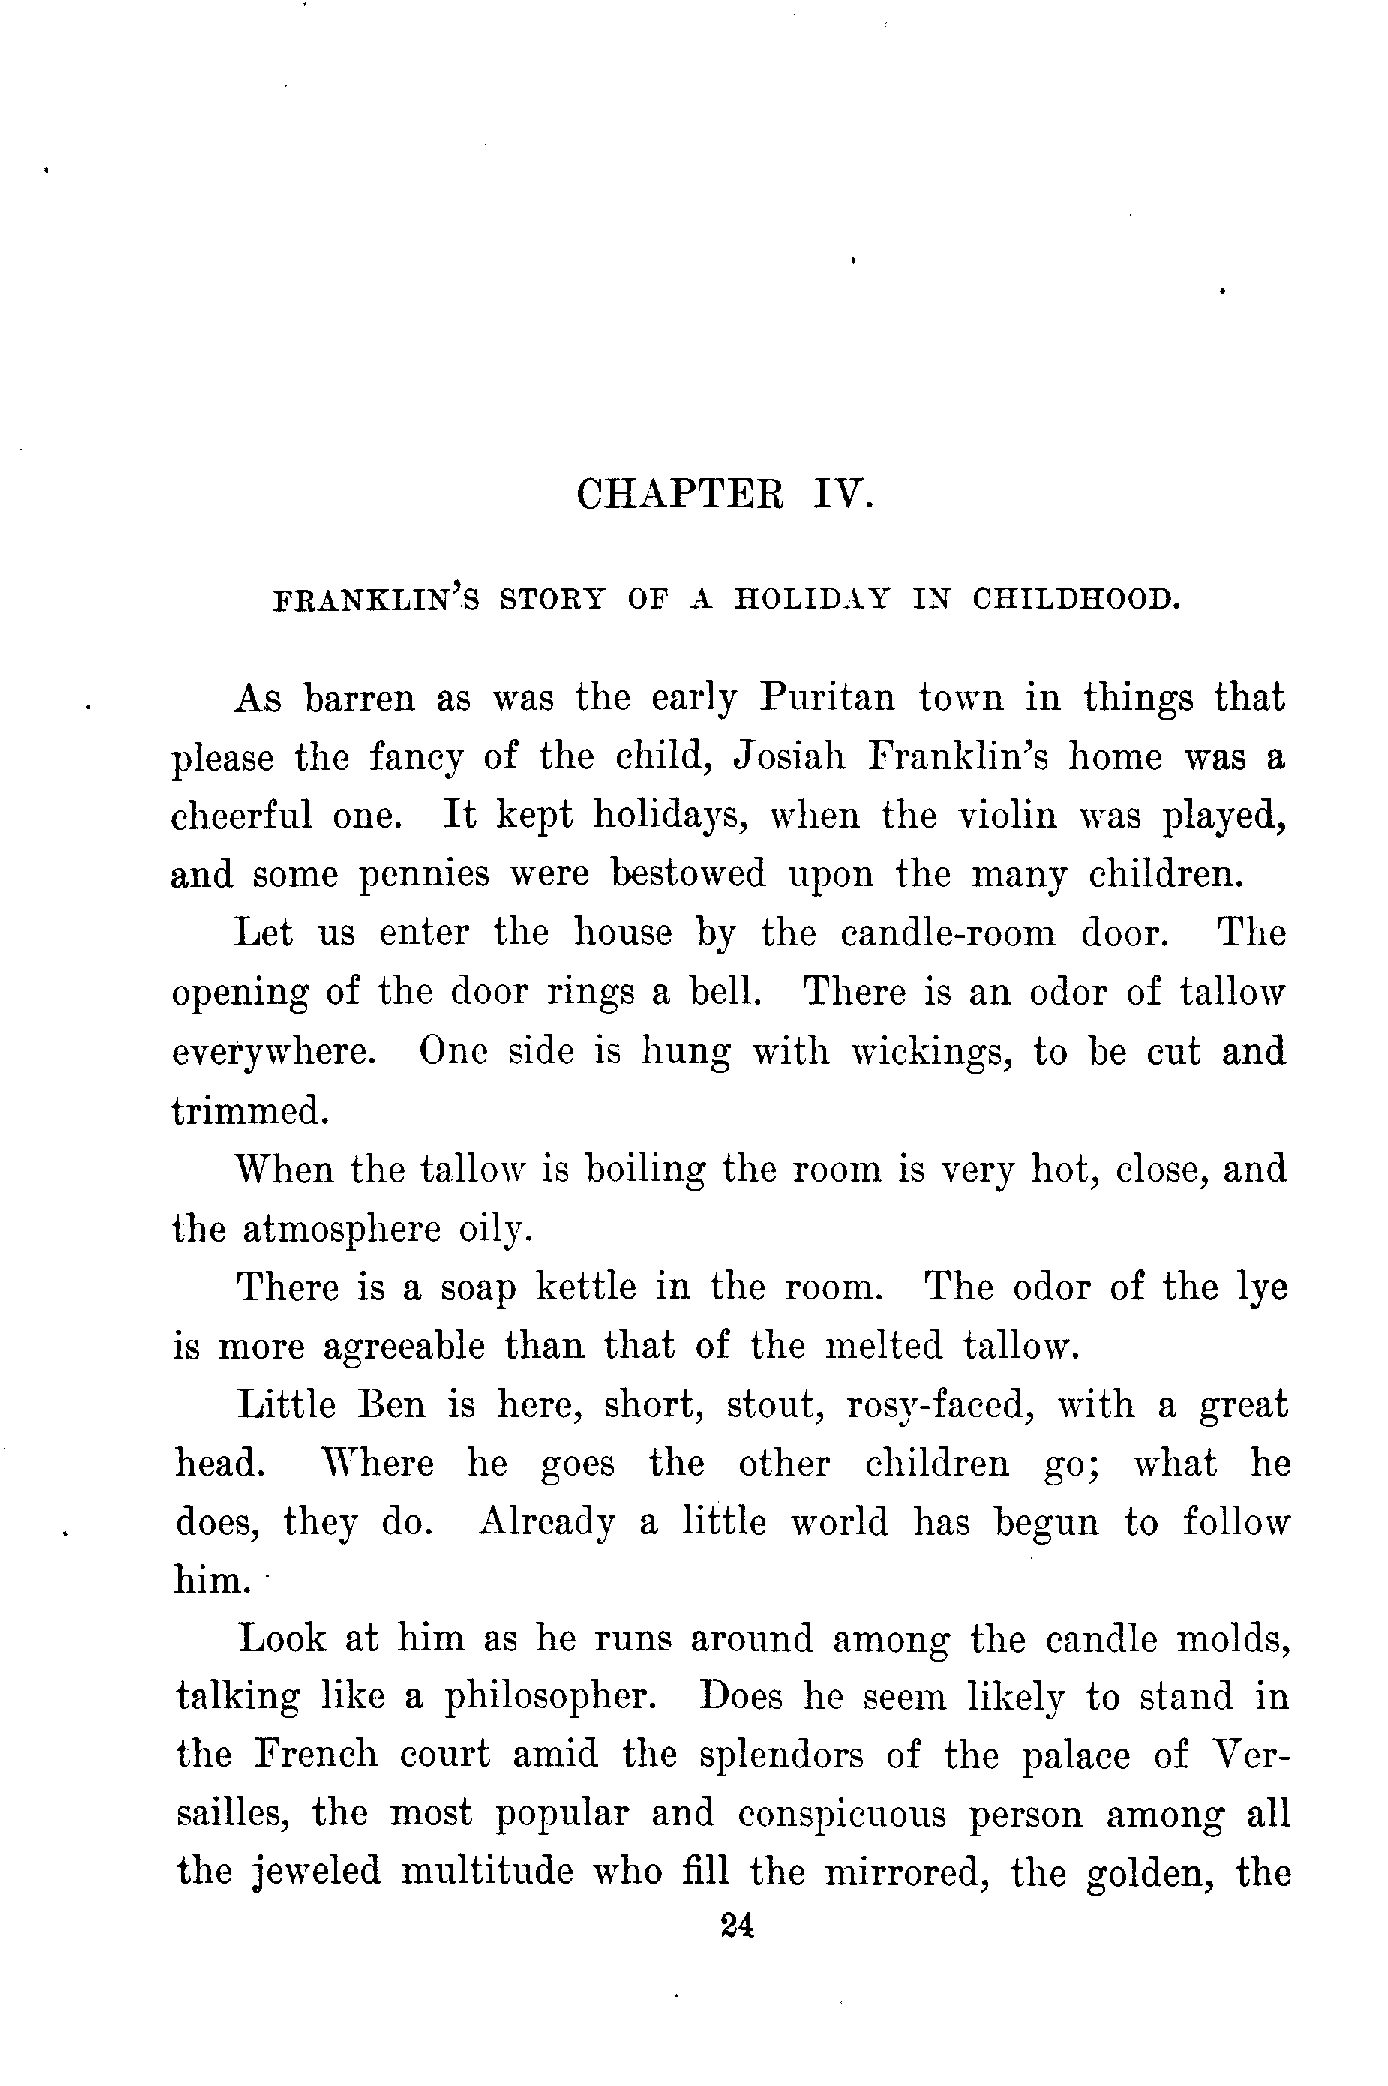 CHAPTER IV.
FRANKLIN'S STORY OF A HOLIDAY IN CHILDHOOD.
As barren as was the early Puritan town in things that
please the fancy of the child, Josiah Franklin's home was a
cheerful one. It kept holidays, when the violin was played,
and some pennies were bestowed upon the many children.
Let us enter the house by the candle-room door. The
opening of the door rings a bell. There is an odor of tallow
everywhere. One side is hung with wickings, to be cut and
trimmed.
When the tallow is boiling the room is very hot, close, and
the atmosphere oily.
There is a soap kettle in the room. The odor of the lye
is more agreeable than that of the melted tallow.
Little Ben is here, short, stout, rosy-faced, with a great
head. Where he goes the other children go; what he
does, they do. Already a little world has begun to follow
him.
Look at him as he runs around among the candle molds,
talking like a philosopher. Does he seem likely to stand in
the French court amid the splendors of the palace of Ver-
sailles, the most popular and conspicuous person among all
the jeweled multitude who fill the mirrored, the golden, the
24